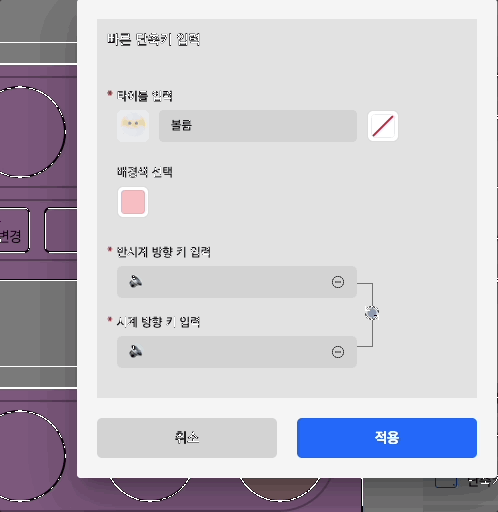 빠른 단축키 입력
* 타이틀 입력
볼륨
배경색 선택
변경
* 반시계 방향 키 입력
* 시계 방향 키 입력
취소
적용